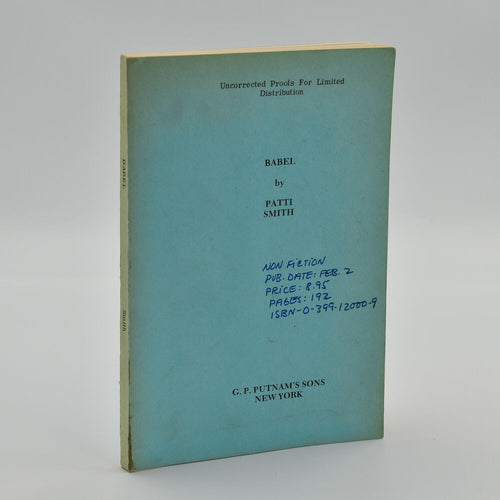 Uncorrected Proofs For Limited
Distribution
BABEL
by
PATTI
SMITH
NON FICTION
PUB. DATE: FEB. 2
PRICE: 8.95
PAGES: 192
ISBN-0-399-12000-9
G. P. PUTNAM'S SONS
NEW YORK
BABEL
Smith